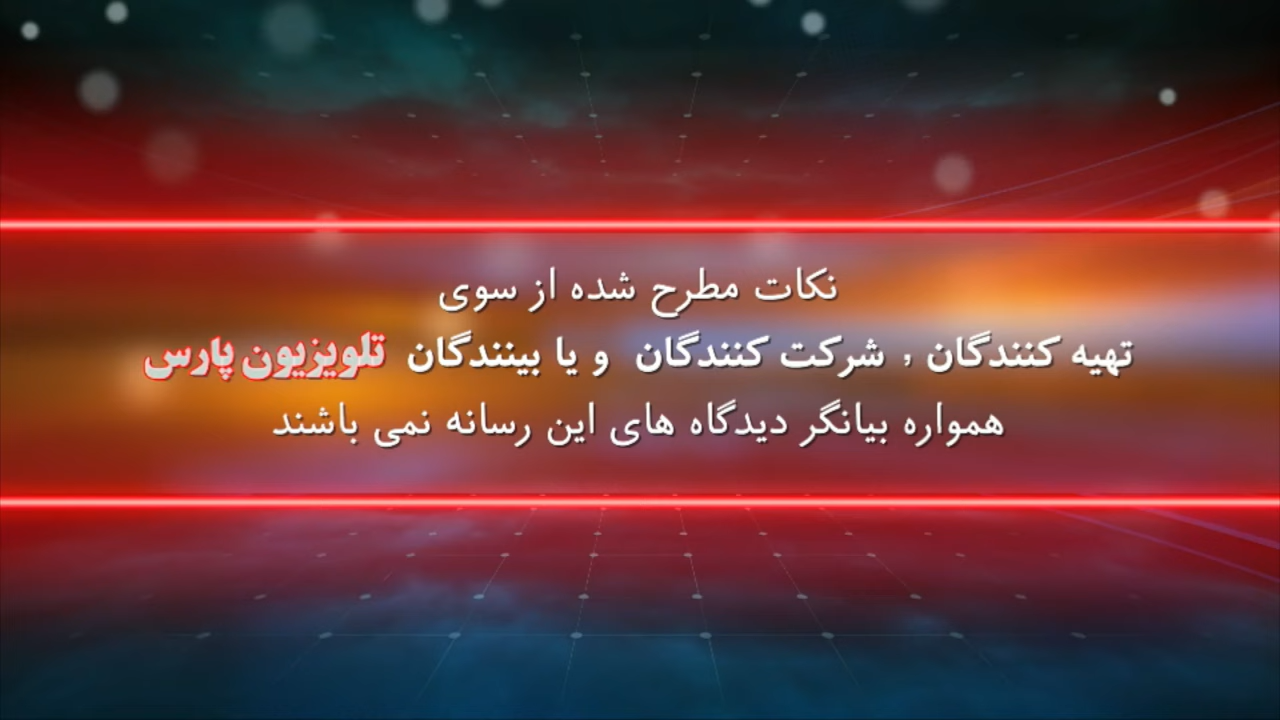 نکات مطرح شده از سوی
تهیه کنندگان , شرکت کنندگان و یا بینندگان تلویزیون پارس
همواره بیانگر دیدگاه های این رسانه نمی باشند